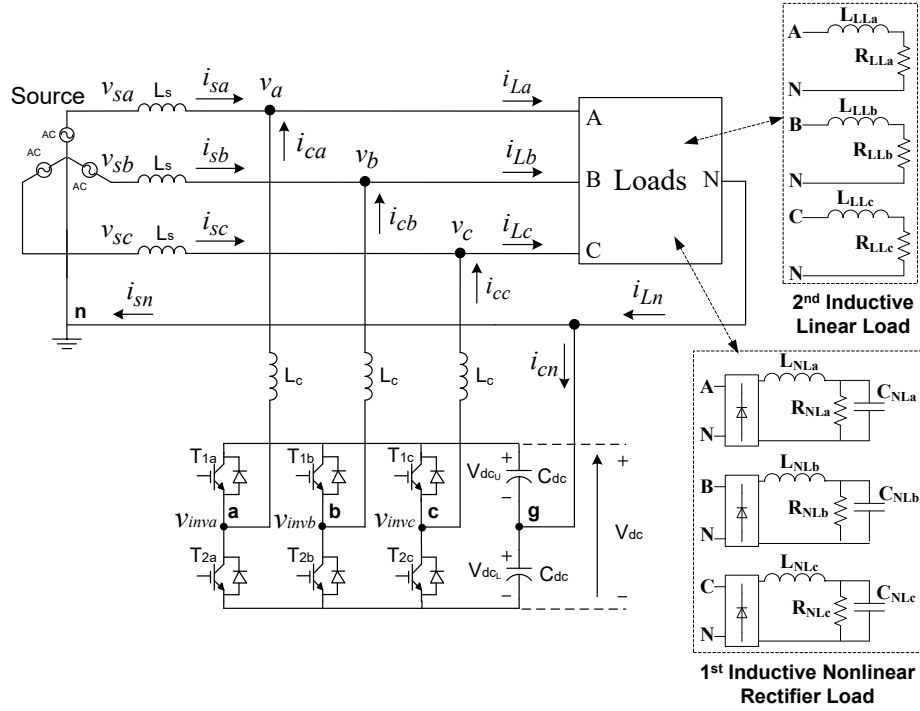 Source
AC
AC
AC
v_sa
L_s
i_sa
v_a
i_La
i_ca
v_sb
L_s
i_sb
v_b
i_Lb
i_cb
v_sc
L_s
i_sc
v_c
i_Lc
i_cc
A
B
C
Loads
N
n
i_sn
i_Ln
i_cn
L_c
L_c
L_c
T_1a
T_1b
T_1c
a
b
c
g
v_inva
v_invb
v_invc
T_2a
T_2b
T_2c
+
V_dcU
C_dc
−
+
V_dcL
C_dc
−
+
V_dc
−
A
L_LLa
R_LLa
N
B
L_LLb
R_LLb
N
C
L_LLc
R_LLc
N
2nd Inductive
Linear Load
A
L_NLa
R_NLa
C_NLa
N
B
L_NLb
R_NLb
C_NLb
N
C
L_NLc
R_NLc
C_NLc
N
1st Inductive Nonlinear
Rectifier Load